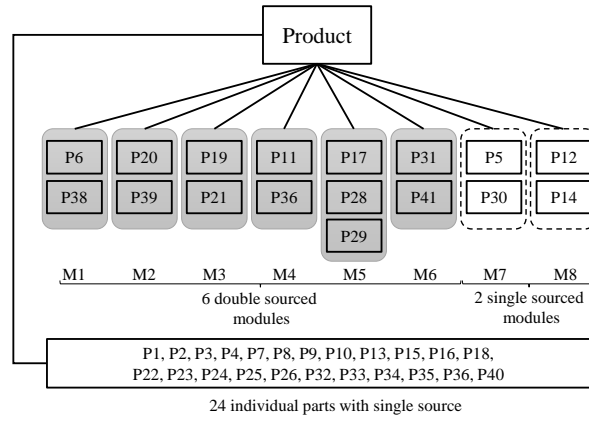 Product
P6 P20 P19 P11 P17 P31 P5 P12
P38 P39 P21 P36 P28 P41 P30 P14
P29
M1 M2 M3 M4 M5 M6 M7 M8
6 double sourced
modules
2 single sourced
modules
P1, P2, P3, P4, P7, P8, P9, P10, P13, P15, P16, P18,
P22, P23, P24, P25, P26, P32, P33, P34, P35, P36, P40
24 individual parts with single source